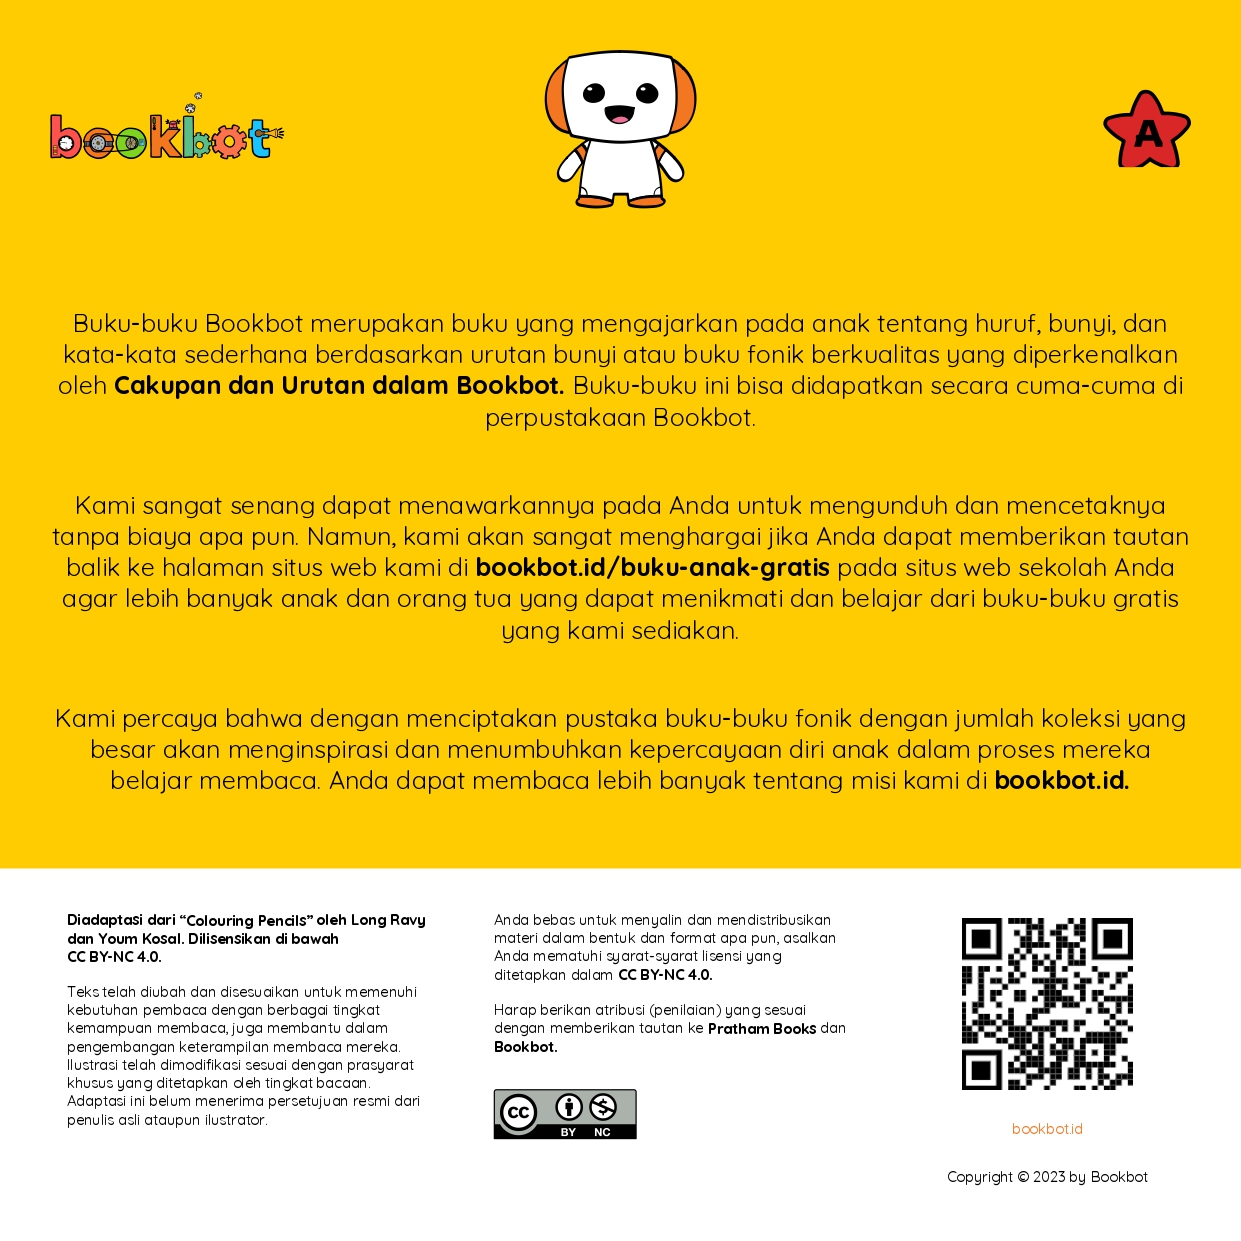 bookbot
A
Buku-buku Bookbot merupakan buku yang mengajarkan pada anak tentang huruf, bunyi, dan
kata-kata sederhana berdasarkan urutan bunyi atau buku fonik berkualitas yang diperkenalkan
oleh Cakupan dan Urutan dalam Bookbot. Buku-buku ini bisa didapatkan secara cuma-cuma di
perpustakaan Bookbot.
Kami sangat senang dapat menawarkannya pada Anda untuk mengunduh dan mencetaknya
tanpa biaya apa pun. Namun, kami akan sangat menghargai jika Anda dapat memberikan tautan
balik ke halaman situs web kami di bookbot.id/buku-anak-gratis pada situs web sekolah Anda
agar lebih banyak anak dan orang tua yang dapat menikmati dan belajar dari buku-buku gratis
yang kami sediakan.
Kami percaya bahwa dengan menciptakan pustaka buku-buku fonik dengan jumlah koleksi yang
besar akan menginspirasi dan menumbuhkan kepercayaan diri anak dalam proses mereka
belajar membaca. Anda dapat membaca lebih banyak tentang misi kami di bookbot.id.
Diadaptasi dari “Colouring Pencils” oleh Long Ravy
dan Youm Kosal. Dilisensikan di bawah
CC BY-NC 4.0.
Teks telah diubah dan disesuaikan untuk memenuhi
kebutuhan pembaca dengan berbagai tingkat
kemampuan membaca, juga membantu dalam
pengembangan keterampilan membaca mereka.
Ilustrasi telah dimodifikasi sesuai dengan prasyarat
khusus yang ditetapkan oleh tingkat bacaan.
Adaptasi ini belum menerima persetujuan resmi dari
penulis asli ataupun ilustrator.
Anda bebas untuk menyalin dan mendistribusikan
materi dalam bentuk dan format apa pun, asalkan
Anda mematuhi syarat-syarat lisensi yang
ditetapkan dalam CC BY-NC 4.0.
Harap berikan atribusi (penilaian) yang sesuai
dengan memberikan tautan ke Pratham Books dan
Bookbot.
cc
BY NC
bookbot.id
Copyright © 2023 by Bookbot